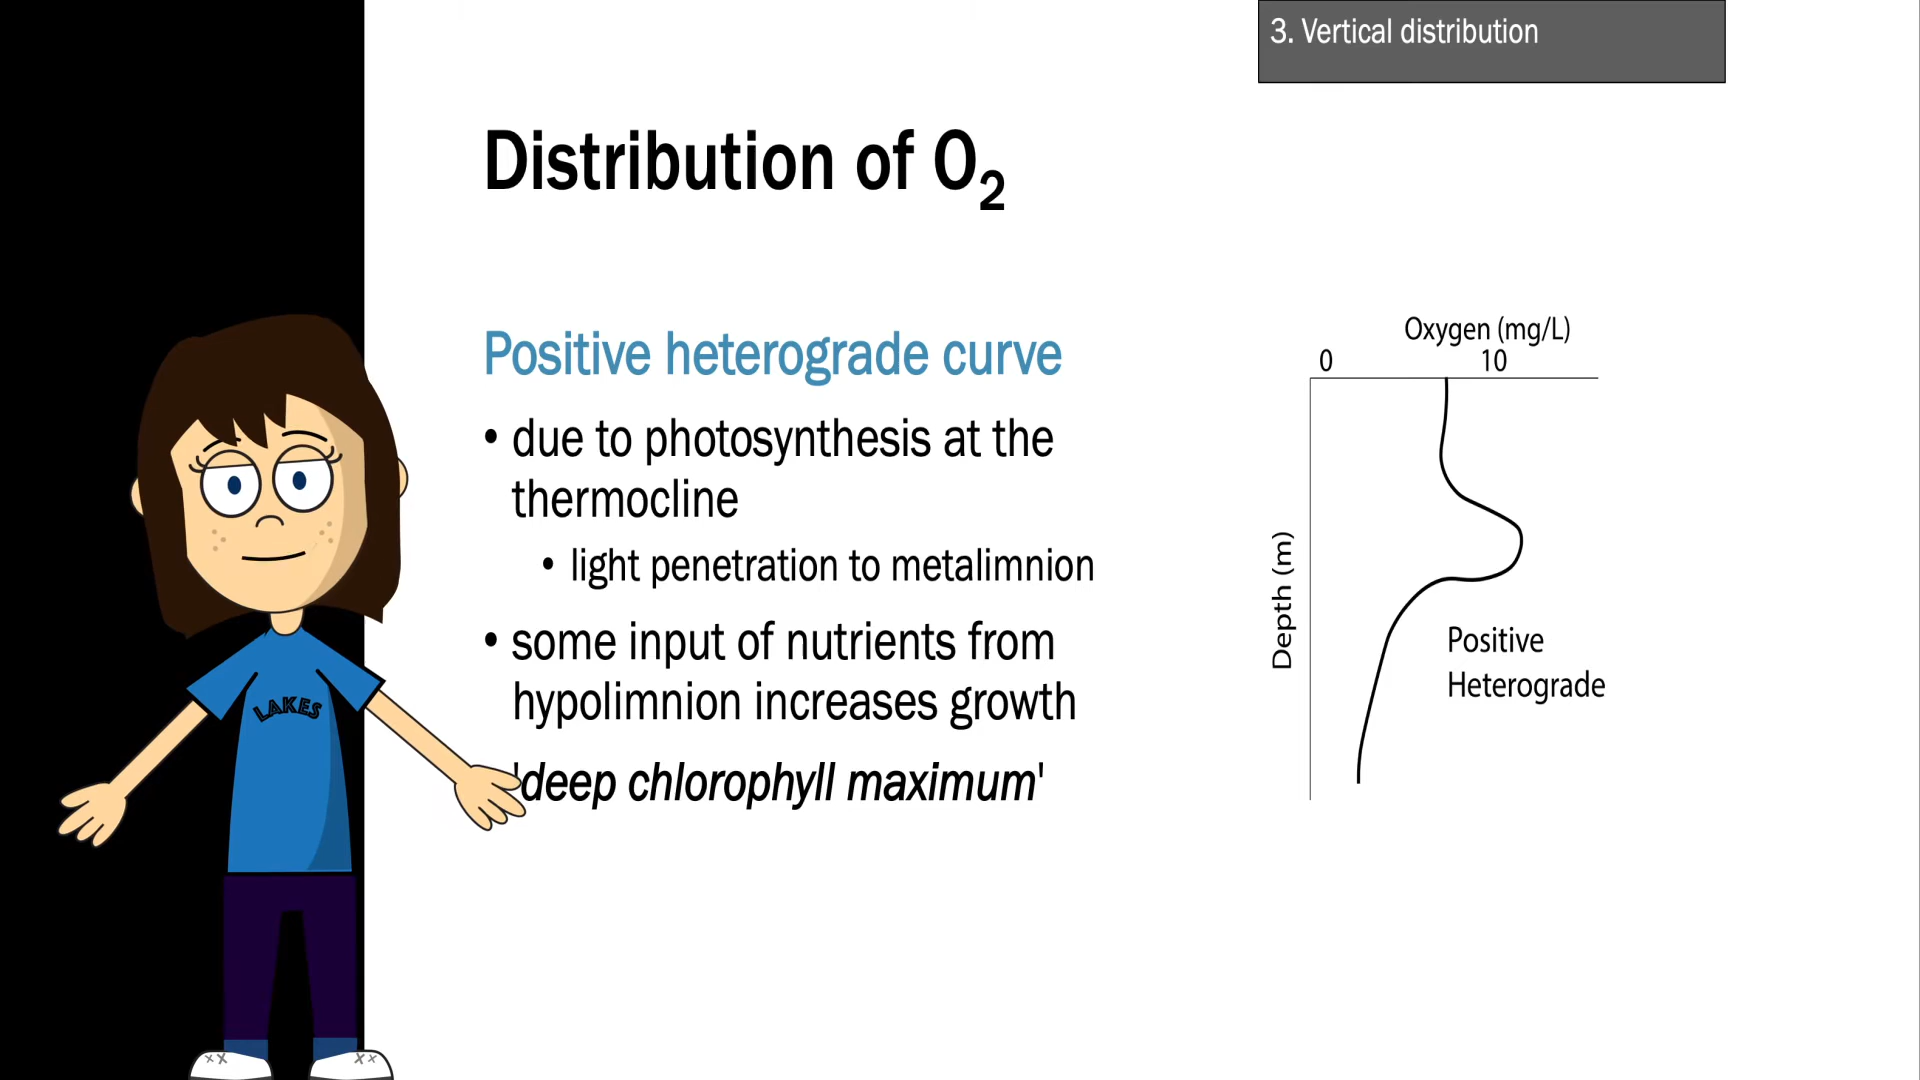 3. Vertical distribution
Distribution of O₂
Positive heterograde curve
• due to photosynthesis at the
thermocline
• light penetration to metalimnion
• some input of nutrients from
hypolimnion increases growth
'deep chlorophyll maximum'
Oxygen (mg/L)
0 10
Depth (m)
Positive
Heterograde
LAKES